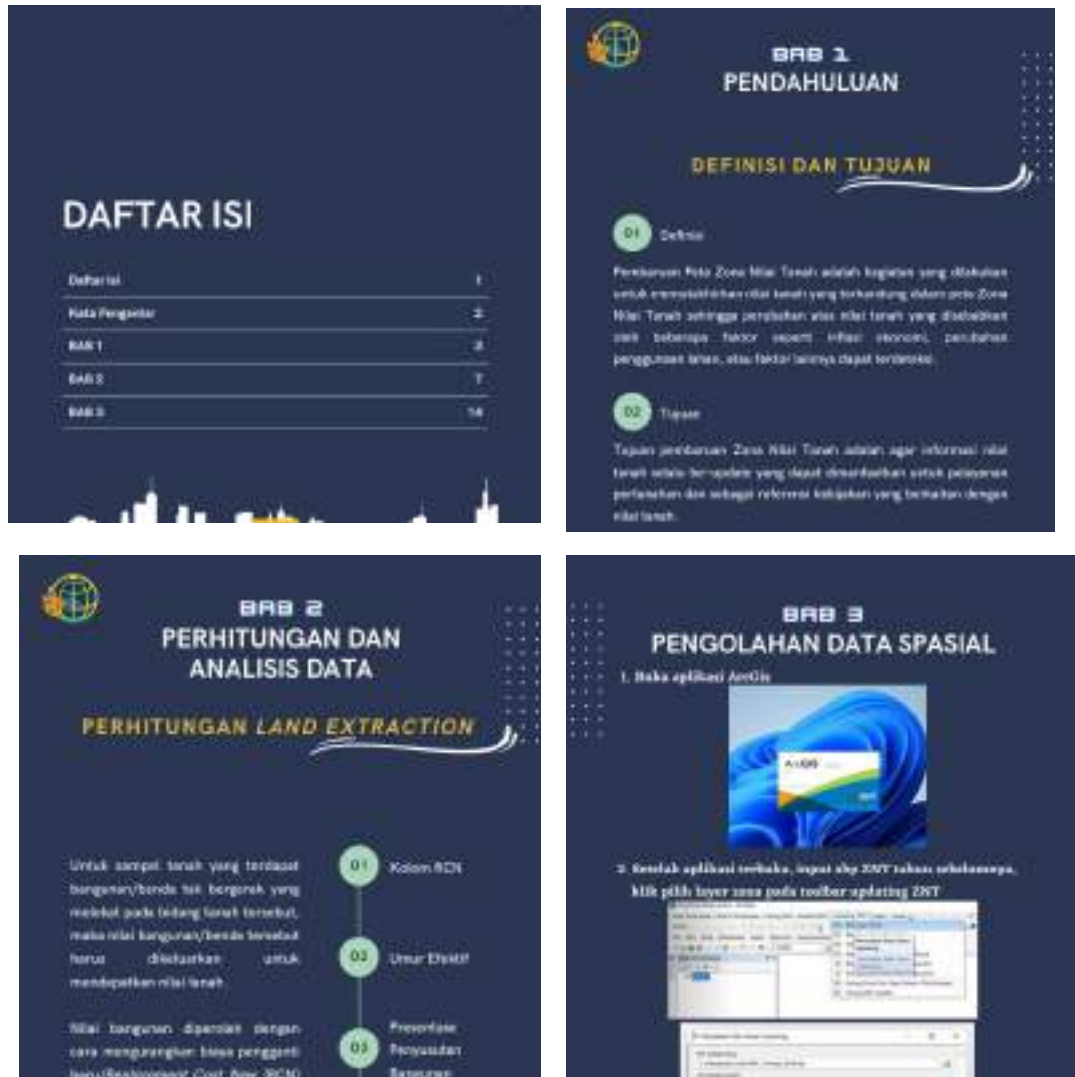 DAFTAR ISI
Daftar Isi 1
Kata Pengantar 2
BAB 1 3
BAB 2 7
BAB 3 14
BAB 1
PENDAHULUAN
DEFINISI DAN TUJUAN
01 Definisi
Pembaruan Peta Zona Nilai Tanah adalah kegiatan yang dilakukan
untuk memutakhirkan nilai tanah yang terkandung dalam peta Zona
Nilai Tanah sehingga perubahan atas nilai tanah yang disebabkan
oleh beberapa faktor seperti inflasi ekonomi, perubahan
penggunaan lahan, atau faktor lainnya dapat terdeteksi.
02 Tujuan
Tujuan pembaruan Zona Nilai Tanah adalah agar informasi nilai
tanah selalu ter-update yang dapat dimanfaatkan untuk pelayanan
pertanahan dan sebagai referensi kebijakan yang berkaitan dengan
nilai tanah.
BAB 2
PERHITUNGAN DAN
ANALISIS DATA
PERHITUNGAN LAND EXTRACTION
Untuk sampel tanah yang terdapat
bangunan/benda tak bergerak yang
melekat pada bidang tanah tersebut,
maka nilai bangunan/benda tersebut
harus dikeluarkan untuk
mendapatkan nilai tanah.
Nilai bangunan diperoleh dengan
cara mengurangkan biaya pengganti
baru/Replacement Cost New (RCN)
01 Kolom RCN
02 Umur Efektif
03 Presentase
Penyusutan
Bangunan
BAB 3
PENGOLAHAN DATA SPASIAL
1. Buka aplikasi ArcGis
ArcGIS
2. Setelah aplikasi terbuka, input shp ZNT tahun sebelumnya,
klik pilih layer zona pada toolbar updating ZNT